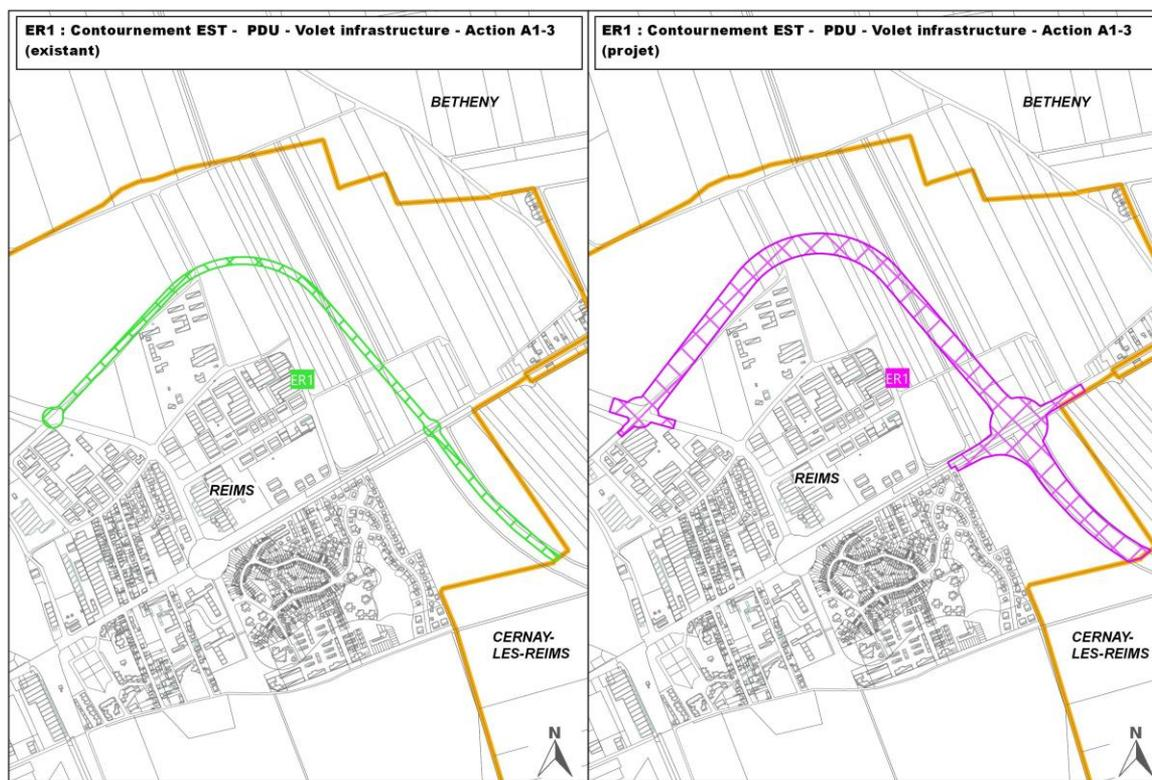 ER1 : Contournement EST - PDU - Volet infrastructure - Action A1-3
(existant)
BETHENY
ER1
REIMS
CERNAY-
LES-REIMS
N
ER1 : Contournement EST - PDU - Volet infrastructure - Action A1-3
(projet)
BETHENY
ER1
REIMS
CERNAY-
LES-REIMS
N